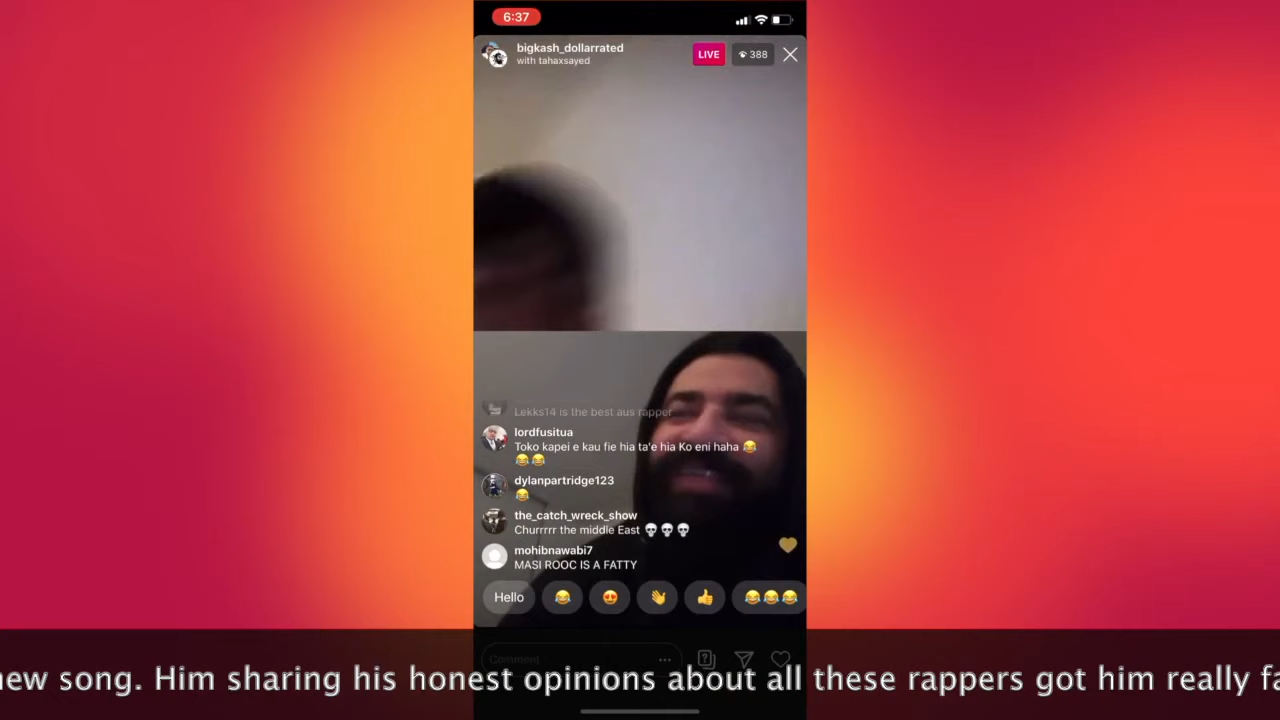 6:37
bigkash_dollarrated
with tahaxsayed
LIVE
388
Lekks14 is the best aus rapper
lordfusitua
Toko kapei e kau fie hia ta'e hia Ko eni haha 😂
😂😂
dylanpartridge123
😂
the_catch_wreck_show
Churrrrr the middle East 💀💀💀
mohibnawabi7
MASI ROOC IS A FATTY
Hello 😂 😍 👋 👍 😂😂😂
Comment
new song. Him sharing his honest opinions about all these rappers got him really fa